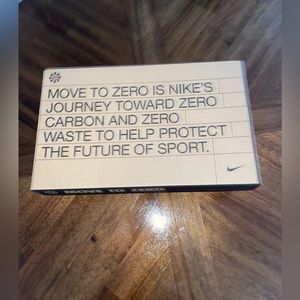 MOVE TO ZERO IS NIKE'S
JOURNEY TOWARD ZERO
CARBON AND ZERO
WASTE TO HELP PROTECT
THE FUTURE OF SPORT.
MOVE TO ZERO